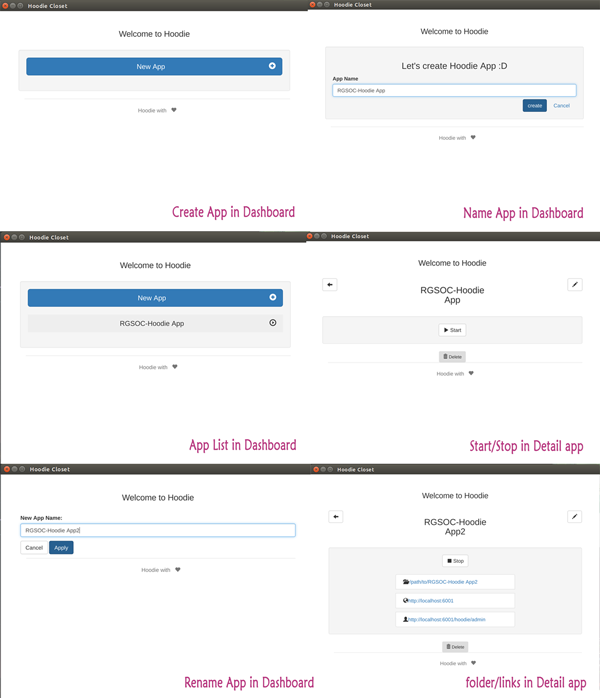 Hoodie Closet
Welcome to Hoodie
New App
Hoodie with
Create App in Dashboard
Hoodie Closet
Welcome to Hoodie
Let's create Hoodie App :D
App Name
RGSOC-Hoodie App
create Cancel
Hoodie with
Name App in Dashboard
Hoodie Closet
Welcome to Hoodie
New App
RGSOC-Hoodie App
Hoodie with
App List in Dashboard
Hoodie Closet
Welcome to Hoodie
RGSOC-Hoodie
App
Start
Delete
Hoodie with
Start/Stop in Detail app
Hoodie Closet
Welcome to Hoodie
New App Name:
RGSOC-Hoodie App2
Cancel Apply
Hoodie with
Rename App in Dashboard
Hoodie Closet
Welcome to Hoodie
RGSOC-Hoodie
App2
Stop
/path/to/RGSOC-Hoodie App2
http://localhost:6001
http://localhost:6001/hoodie/admin
Delete
Hoodie with
folder/links in Detail app